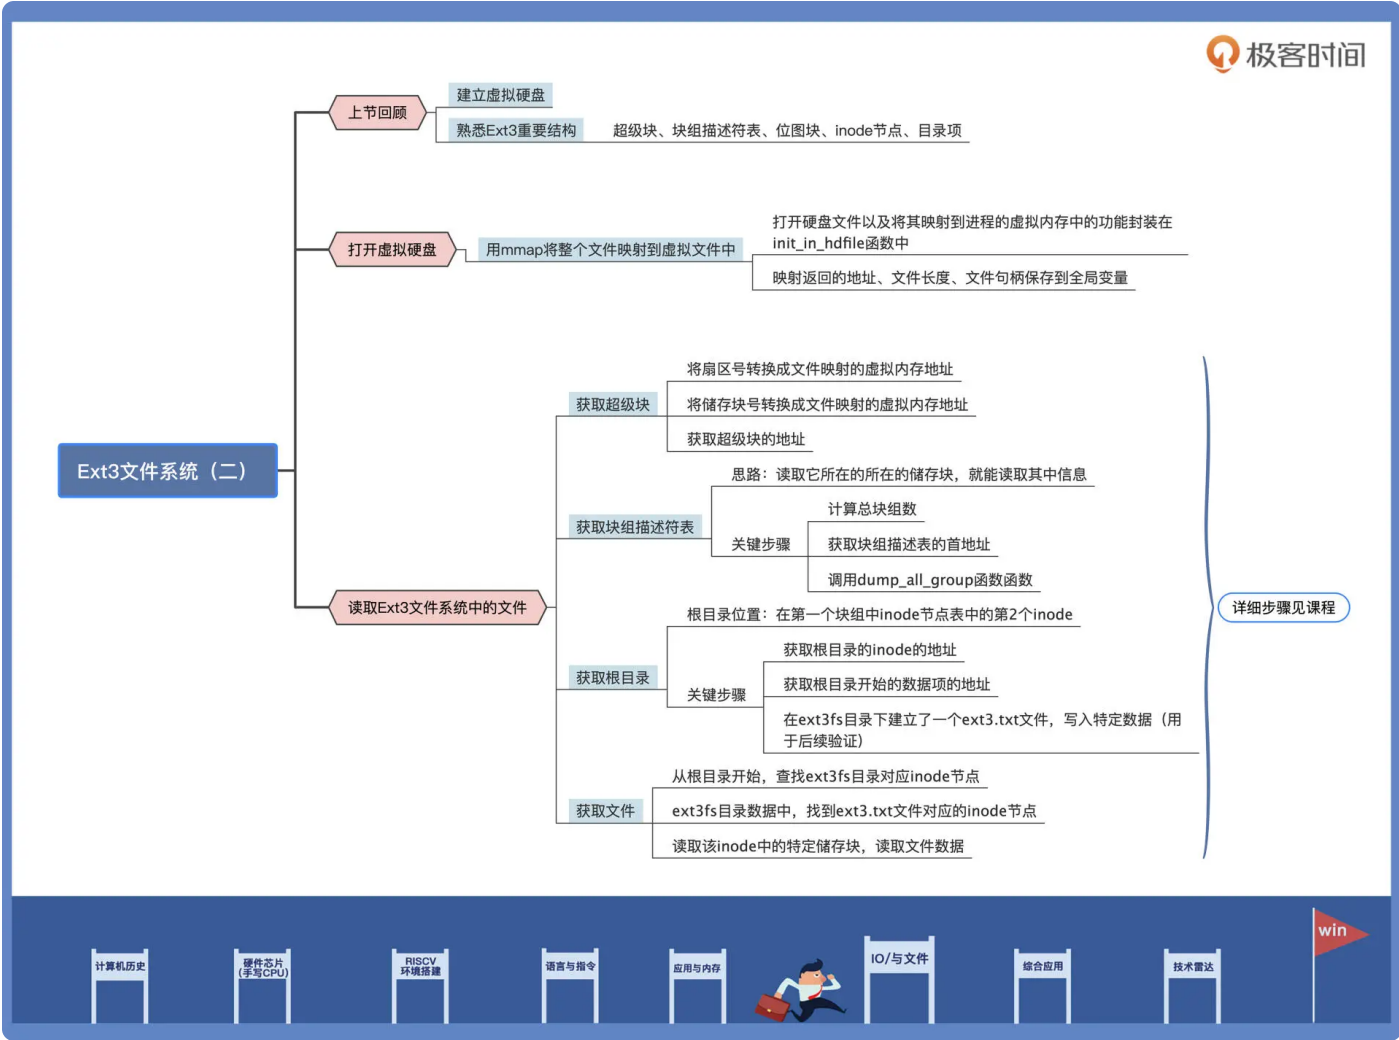 极客时间
上节回顾
建立虚拟硬盘
熟悉Ext3重要结构
超级块、块组描述符表、位图块、inode节点、目录项
打开虚拟硬盘
用mmap将整个文件映射到虚拟文件中
打开硬盘文件以及将其映射到进程的虚拟内存中的功能封装在
init_in_hdfile函数中
映射返回的地址、文件长度、文件句柄保存到全局变量
Ext3文件系统（二）
读取Ext3文件系统中的文件
获取超级块
将扇区号转换成文件映射的虚拟内存地址
将储存块号转换成文件映射的虚拟内存地址
获取超级块的地址
获取块组描述符表
思路：读取它所在的所在的储存块，就能读取其中信息
关键步骤
计算总块组数
获取块组描述表的首地址
调用dump_all_group函数函数
获取根目录
根目录位置：在第一个块组中inode节点表中的第2个inode
关键步骤
获取根目录的inode的地址
获取根目录开始的数据项的地址
在ext3fs目录下建立了一个ext3.txt文件，写入特定数据（用
于后续验证）
获取文件
从根目录开始，查找ext3fs目录对应inode节点
ext3fs目录数据中，找到ext3.txt文件对应的inode节点
读取该inode中的特定储存块，读取文件数据
详细步骤见课程
计算机历史
硬件芯片
(手写CPU)
RISCV
环境搭建
语言与指令
应用与内存
IO/与文件
综合应用
技术雷达
win